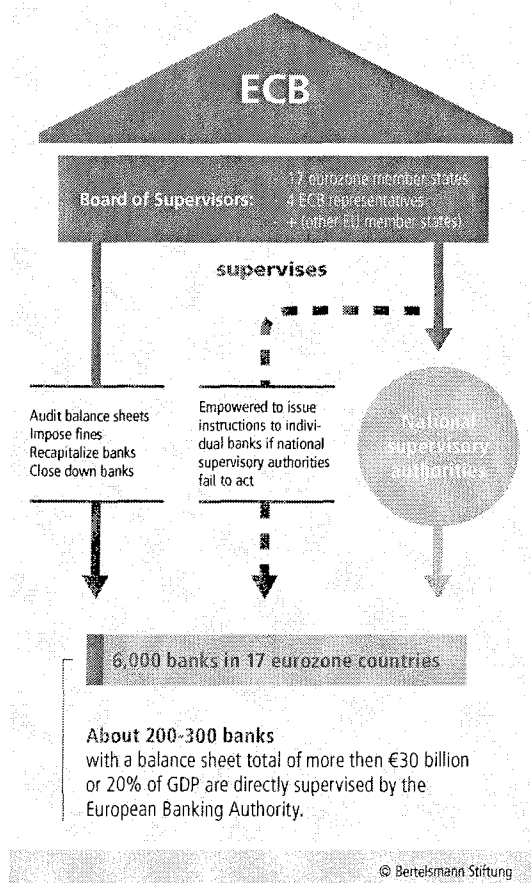 ECB
Board of Supervisors:
- 17 eurozone member states
- 4 ECB representatives
- + (other EU member states)
supervises
Audit balance sheets
Impose fines
Recapitalize banks
Close down banks
Empowered to issue
instructions to indivi-
dual banks if national
supervisory authorities
fail to act
National
supervisory
authorities
6,000 banks in 17 eurozone countries
About 200-300 banks
with a balance sheet total of more then €30 billion
or 20% of GDP are directly supervised by the
European Banking Authority.
© Bertelsmann Stiftung